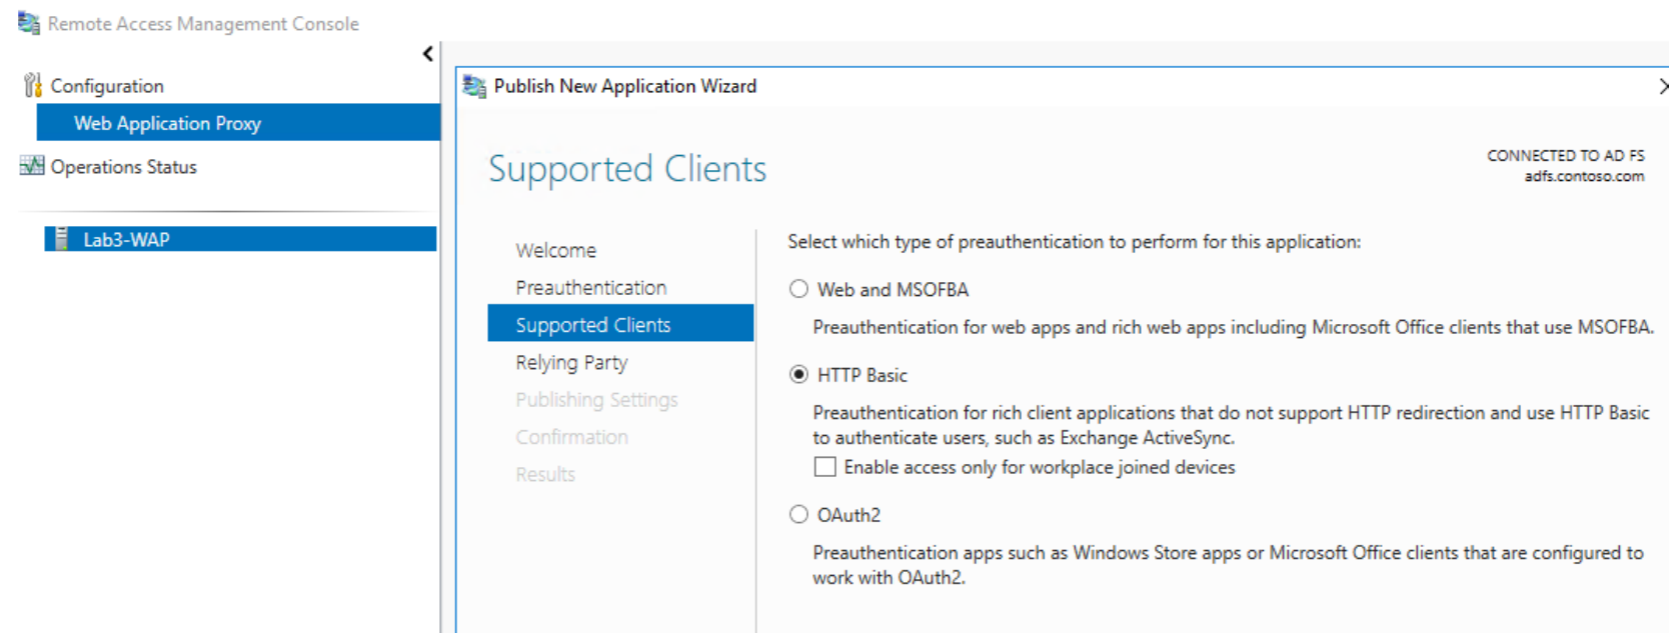 Remote Access Management Console
Configuration
Web Application Proxy
Operations Status
Lab3-WAP
Publish New Application Wizard
Supported Clients
CONNECTED TO AD FS
adfs.contoso.com
Welcome
Preauthentication
Supported Clients
Relying Party
Publishing Settings
Confirmation
Results
Select which type of preauthentication to perform for this application:
Web and MSOFBA
Preauthentication for web apps and rich web apps including Microsoft Office clients that use MSOFBA.
HTTP Basic
Preauthentication for rich client applications that do not support HTTP redirection and use HTTP Basic
to authenticate users, such as Exchange ActiveSync.
Enable access only for workplace joined devices
OAuth2
Preauthentication apps such as Windows Store apps or Microsoft Office clients that are configured to
work with OAuth2.